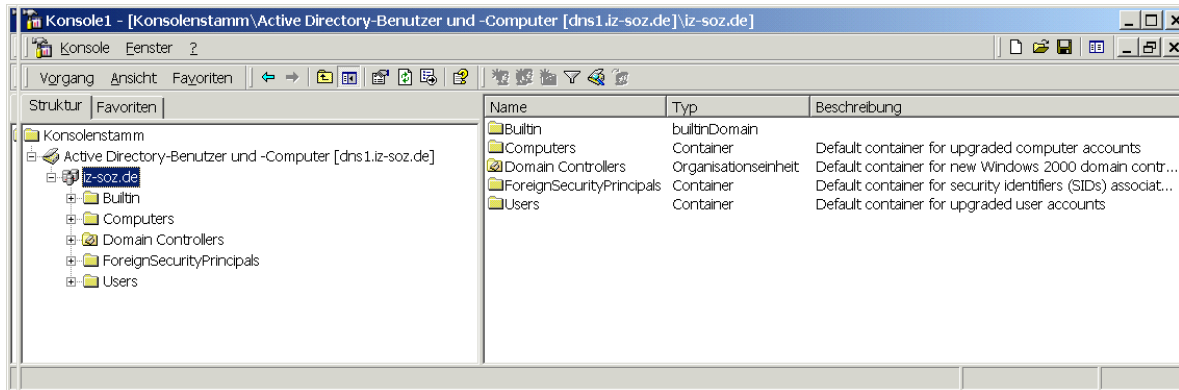 Konsole1 - [Konsolenstamm\Active Directory-Benutzer und -Computer [dns1.iz-soz.de]\iz-soz.de]
Konsole Fenster ?
Vorgang Ansicht Favoriten
Struktur Favoriten
Name Typ Beschreibung
Konsolenstamm
Active Directory-Benutzer und -Computer [dns1.iz-soz.de]
iz-soz.de
Builtin
Computers
Domain Controllers
ForeignSecurityPrincipals
Users
Builtin builtinDomain
Computers Container Default container for upgraded computer accounts
Domain Controllers Organisationseinheit Default container for new Windows 2000 domain contr...
ForeignSecurityPrincipals Container Default container for security identifiers (SIDs) associat...
Users Container Default container for upgraded user accounts